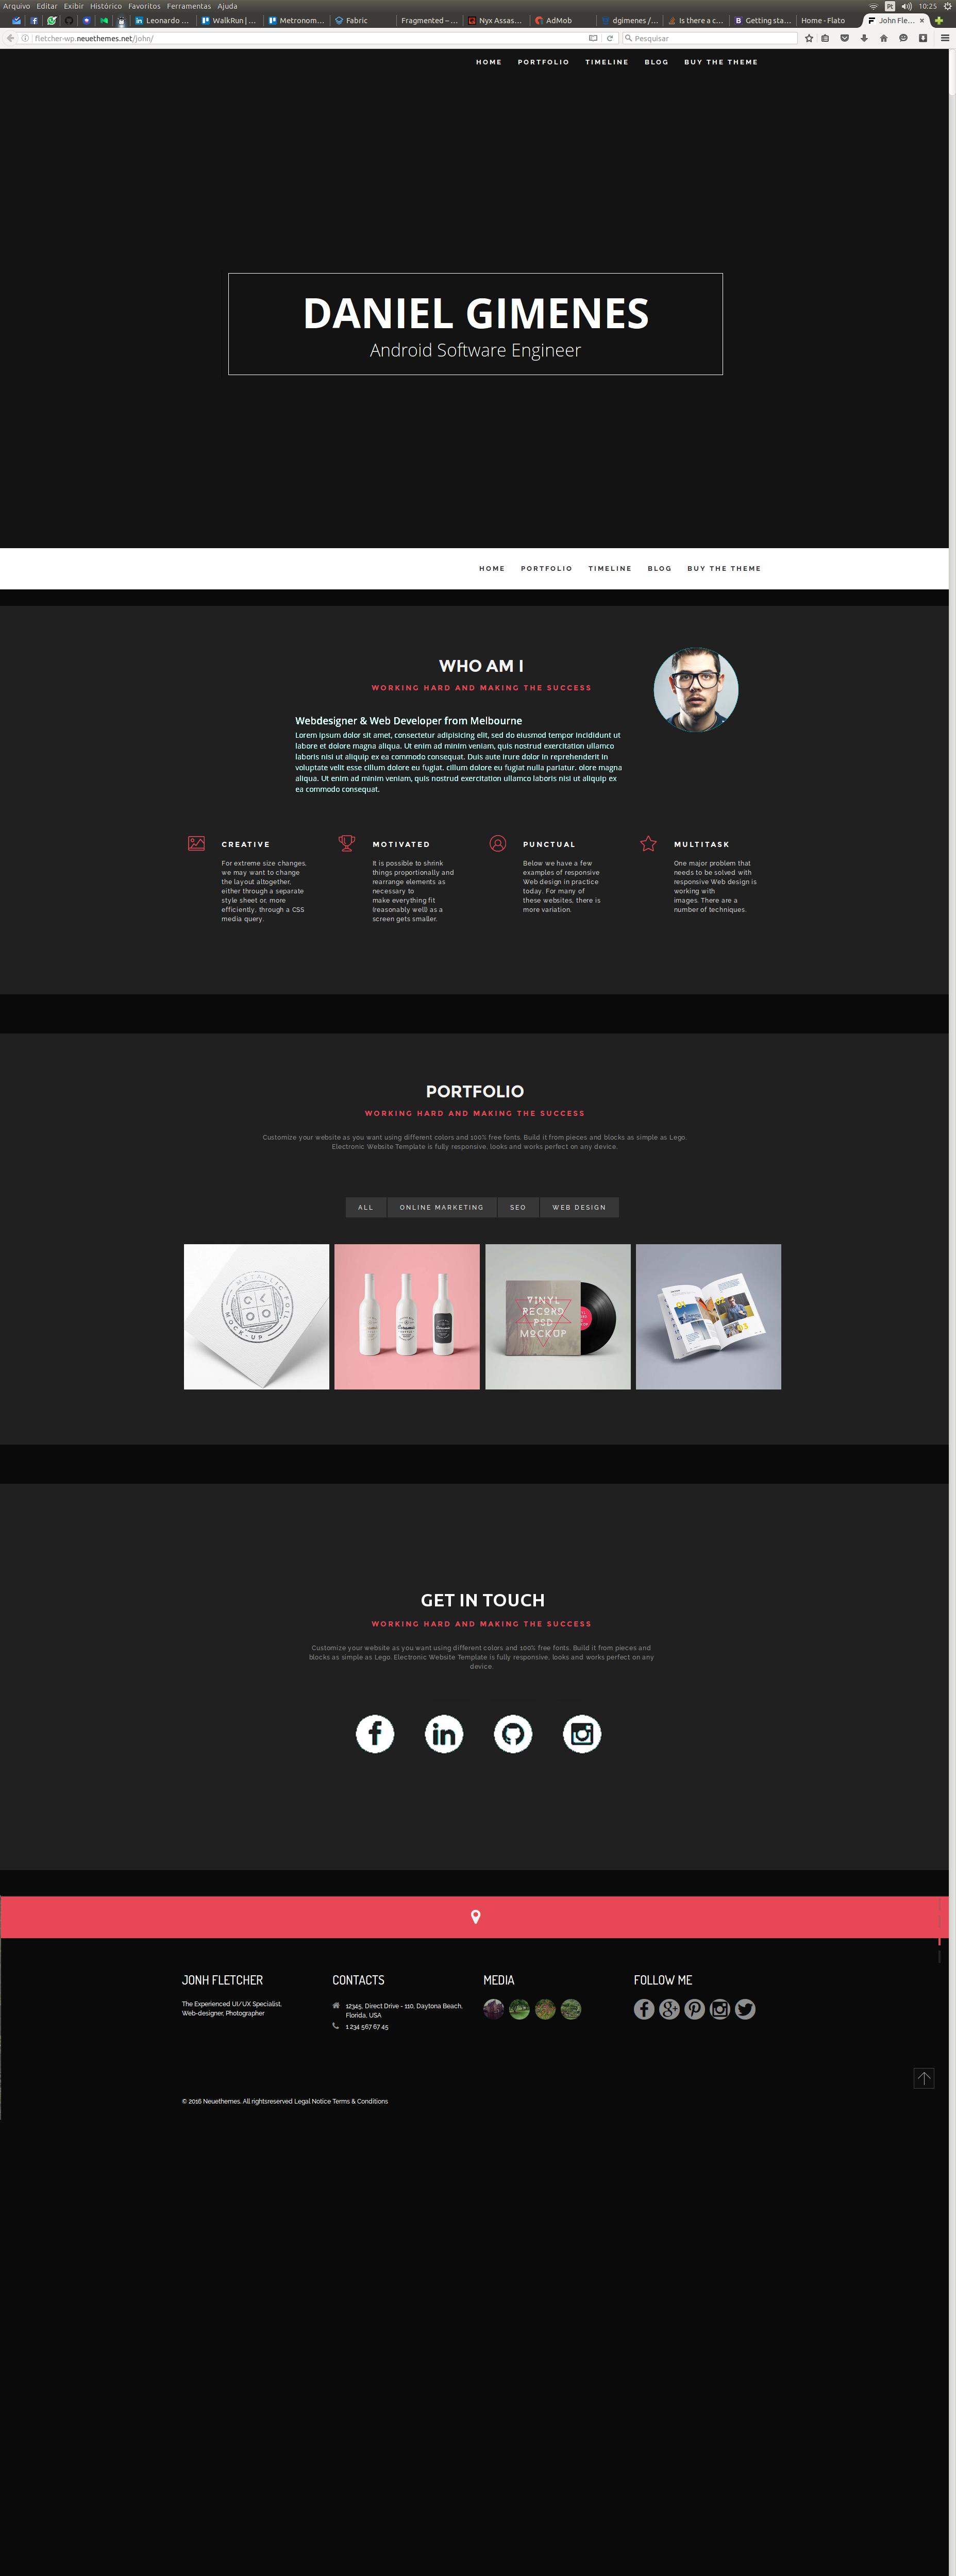 Arquivo Editar Exibir Histórico Favoritos Ferramentas Ajuda
Pt 10:25
Leonardo ... WalkRun | ... Metronom... Fabric Fragmented – ... Nyx Assas... AdMob dgimenes /... Is there a c... Getting sta... Home - Flato John Fle...
fletcher-wp.neuethemes.net/john/
Pesquisar
HOME PORTFOLIO TIMELINE BLOG BUY THE THEME
DANIEL GIMENES
Android Software Engineer
HOME PORTFOLIO TIMELINE BLOG BUY THE THEME
WHO AM I
WORKING HARD AND MAKING THE SUCCESS
Webdesigner & Web Developer from Melbourne
Lorem ipsum dolor sit amet, consectetur adipisicing elit, sed do eiusmod tempor incididunt ut
labore et dolore magna aliqua. Ut enim ad minim veniam, quis nostrud exercitation ullamco
laboris nisi ut aliquip ex ea commodo consequat. Duis aute irure dolor in reprehenderit in
voluptate velit esse cillum dolore eu fugiat. cillum dolore eu fugiat nulla pariatur. olore magna
aliqua. Ut enim ad minim veniam, quis nostrud exercitation ullamco laboris nisi ut aliquip ex
ea commodo consequat.
CREATIVE
For extreme size changes,
we may want to change
the layout altogether,
either through a separate
style sheet or, more
efficiently, through a CSS
media query.
MOTIVATED
It is possible to shrink
things proportionally and
rearrange elements as
necessary to
make everything fit
(reasonably well) as a
screen gets smaller.
PUNCTUAL
Below we have a few
examples of responsive
Web design in practice
today. For many of
these websites, there is
more variation.
MULTITASK
One major problem that
needs to be solved with
responsive Web design is
working with
images. There are a
number of techniques.
PORTFOLIO
WORKING HARD AND MAKING THE SUCCESS
Customize your website as you want using different colors and 100% free fonts. Build it from pieces and blocks as simple as Lego.
Electronic Website Template is fully responsive, looks and works perfect on any device.
ALL ONLINE MARKETING SEO WEB DESIGN
METALLIC FOIL
MOCK-UP
VINYL
RECORD
PSD
MOCKUP
01
02
03
GET IN TOUCH
WORKING HARD AND MAKING THE SUCCESS
Customize your website as you want using different colors and 100% free fonts. Build it from pieces and
blocks as simple as Lego. Electronic Website Template is fully responsive, looks and works perfect on any
device.
JONH FLETCHER
The Experienced UI/UX Specialist,
Web-designer, Photographer
CONTACTS
12345, Direct Drive - 110, Daytona Beach,
Florida, USA
1 234 567 67 45
MEDIA
FOLLOW ME
© 2016 Neuethemes. All rightsreserved Legal Notice Terms & Conditions